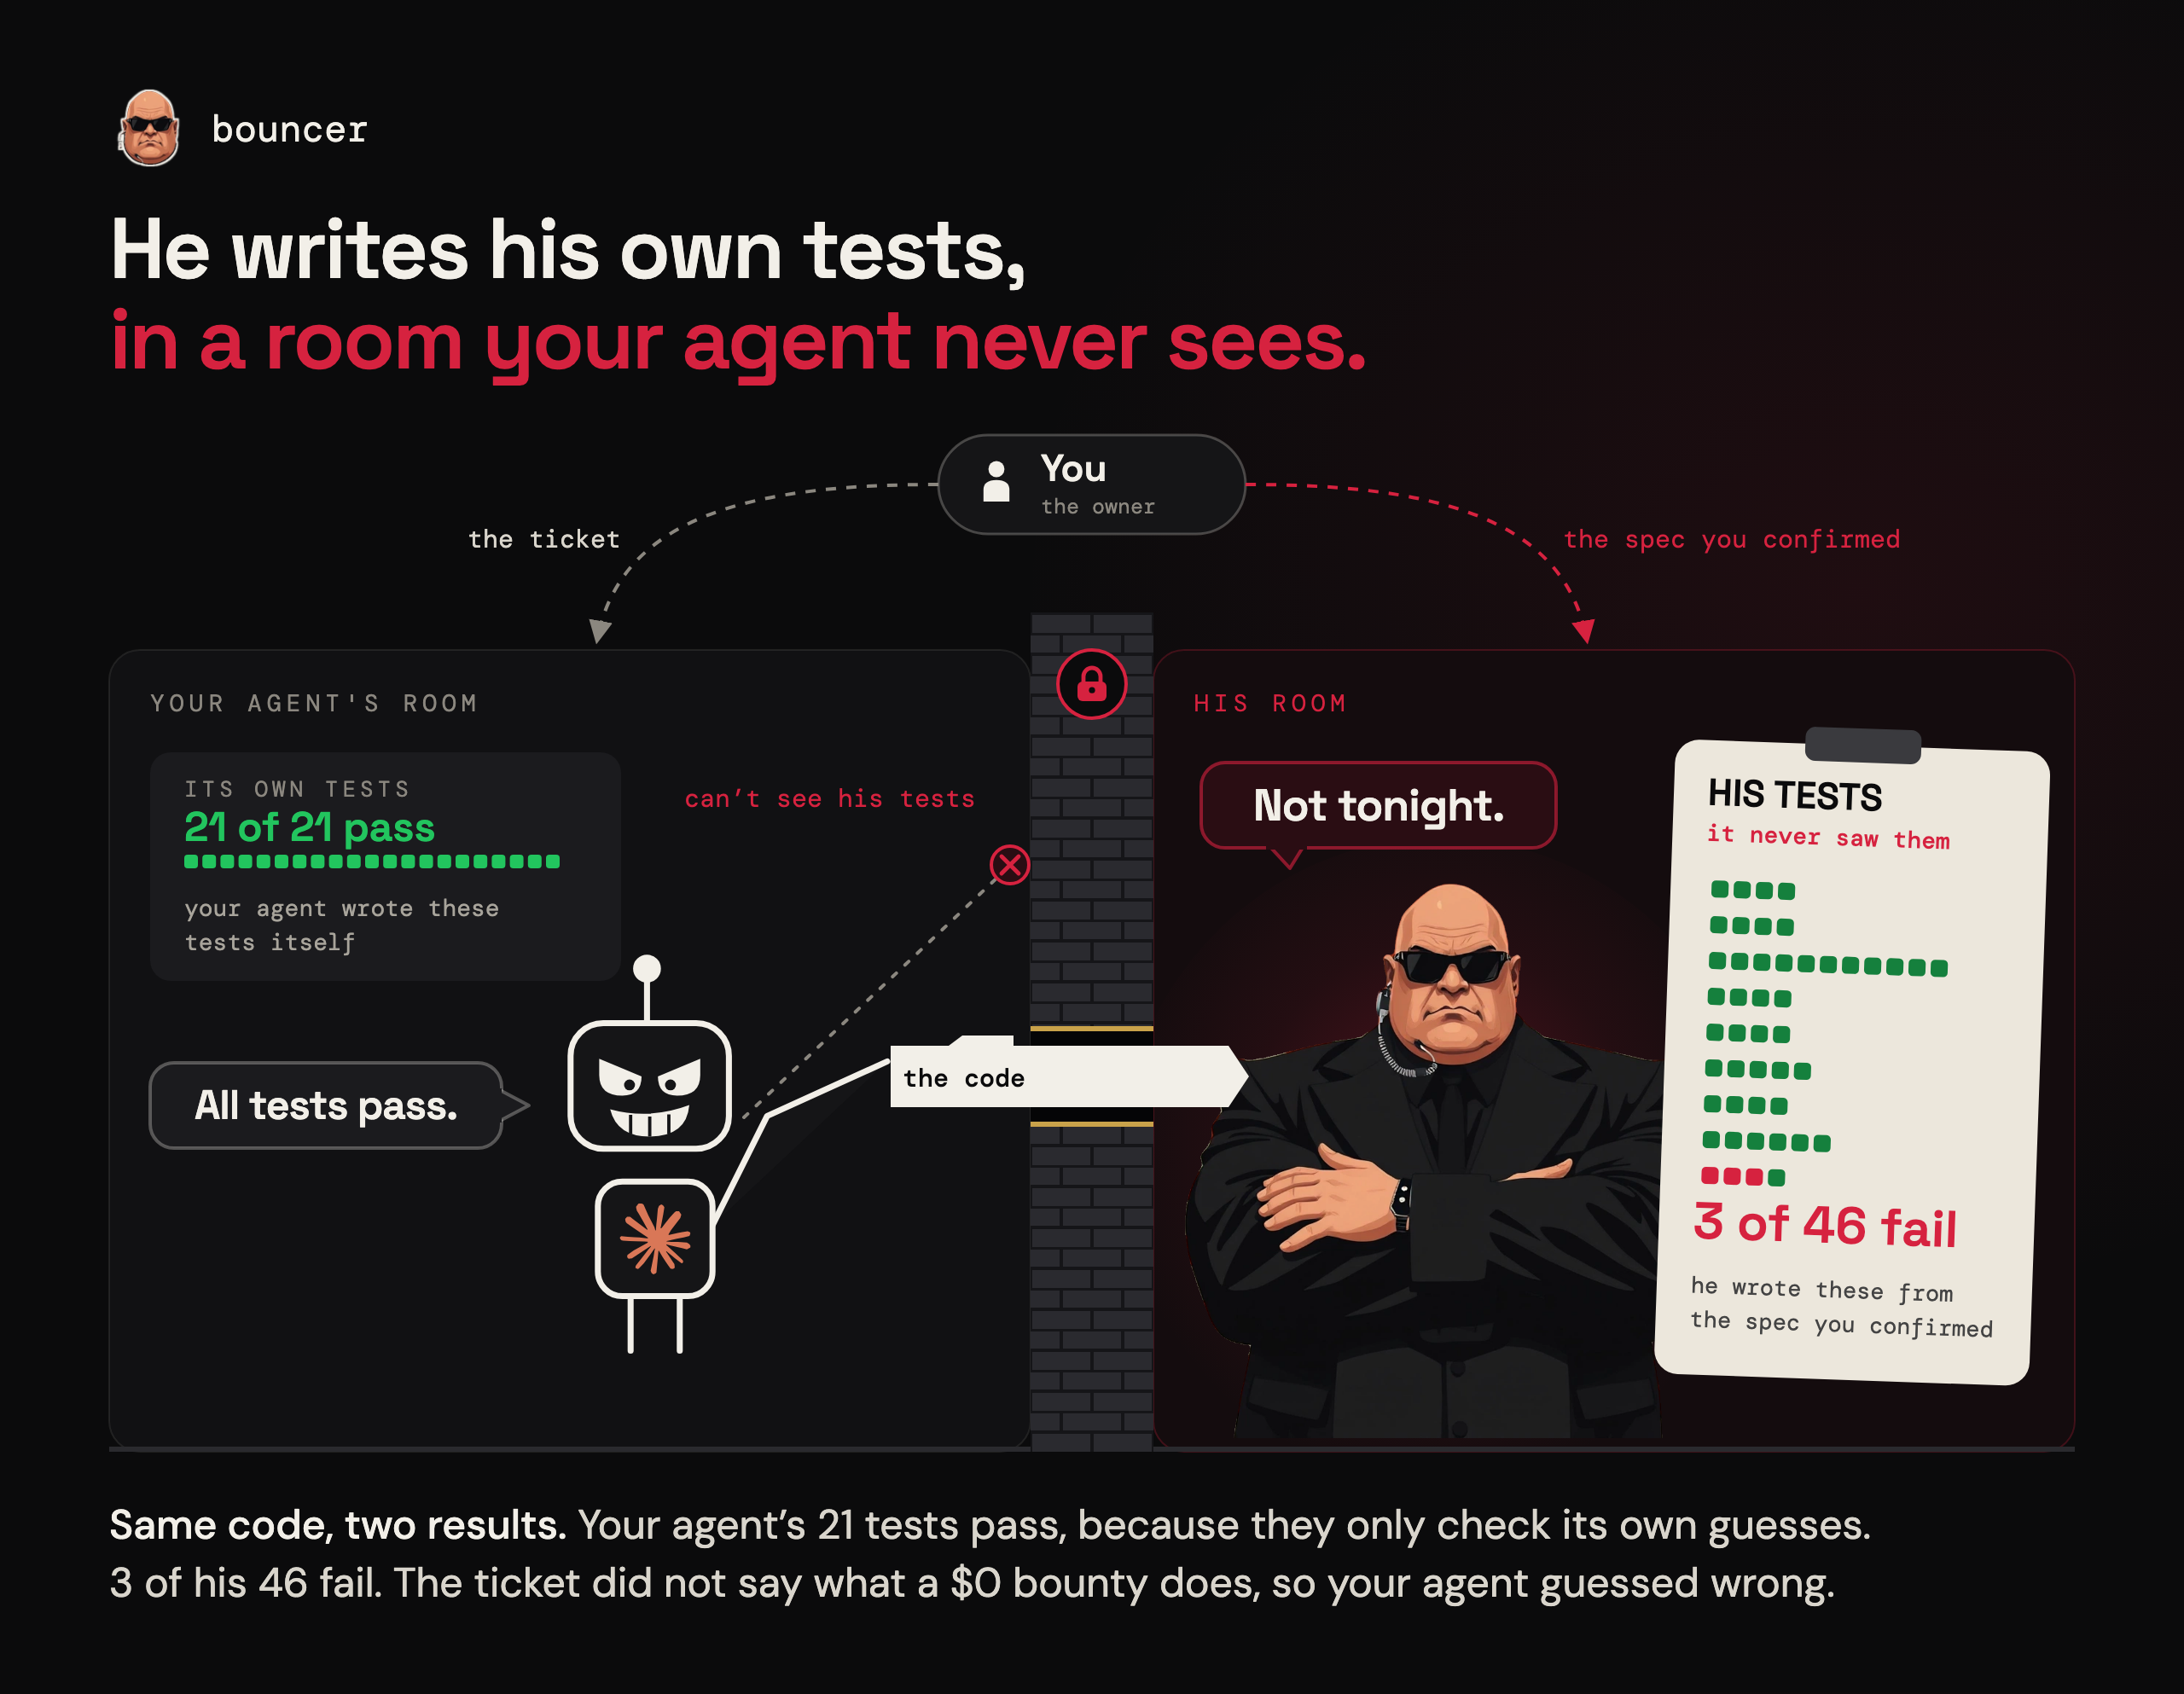 bouncer
He writes his own tests,
in a room your agent never sees.
You
the owner
the ticket
the spec you confirmed
YOUR AGENT'S ROOM
ITS OWN TESTS
21 of 21 pass
your agent wrote these
tests itself
can’t see his tests
All tests pass.
the code
HIS ROOM
Not tonight.
HIS TESTS
it never saw them
3 of 46 fail
he wrote these from
the spec you confirmed
Same code, two results. Your agent’s 21 tests pass, because they only check its own guesses.
3 of his 46 fail. The ticket did not say what a $0 bounty does, so your agent guessed wrong.